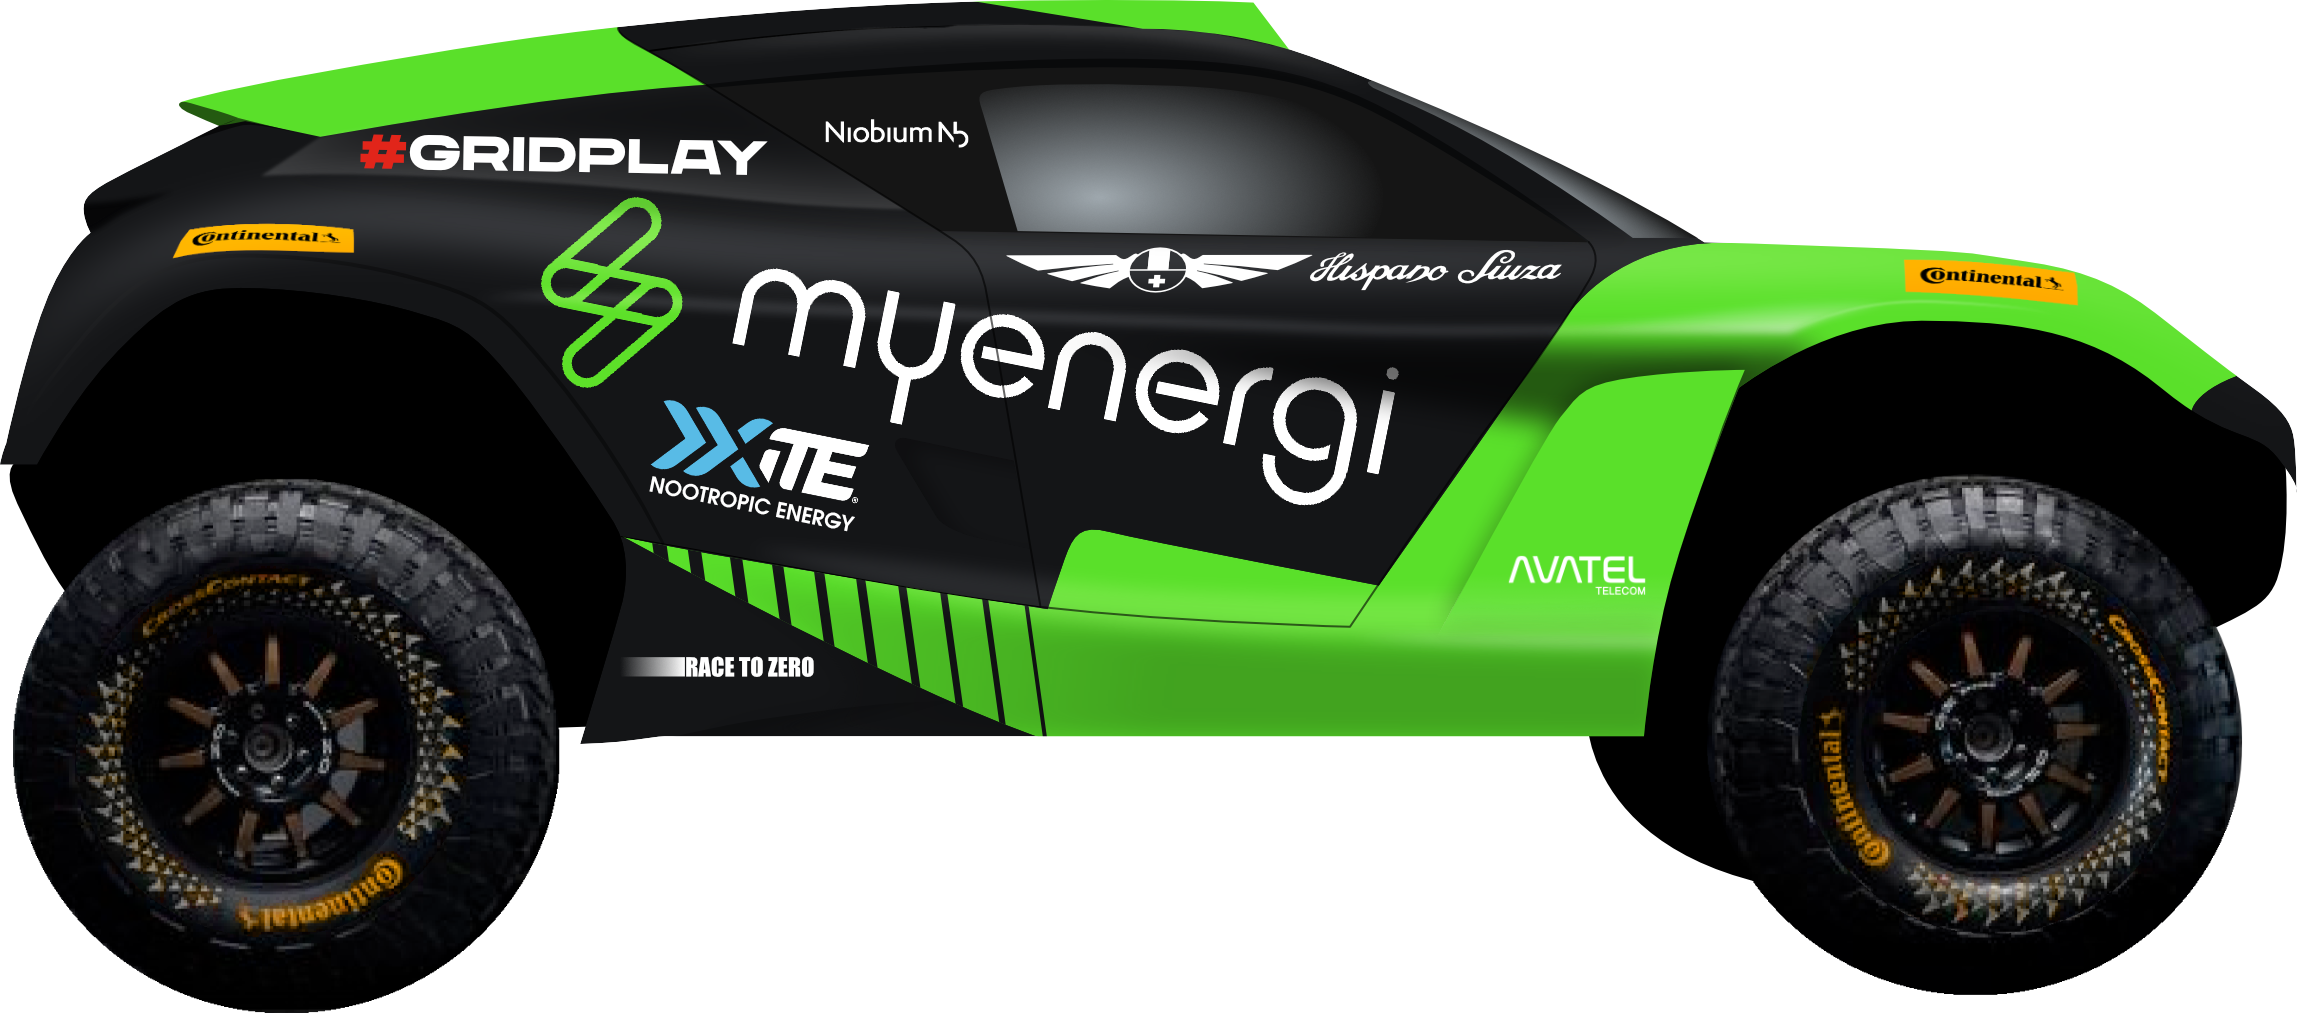 #GRIDPLAY
Niobium Nb
Continental
Hispano Suiza
Continental
myenergi
XITE®
NOOTROPIC ENERGY
AVATEL
TELECOM
RACE TO ZERO
CROSSCONTACT
Continental
CROSSCONTACT
Continental